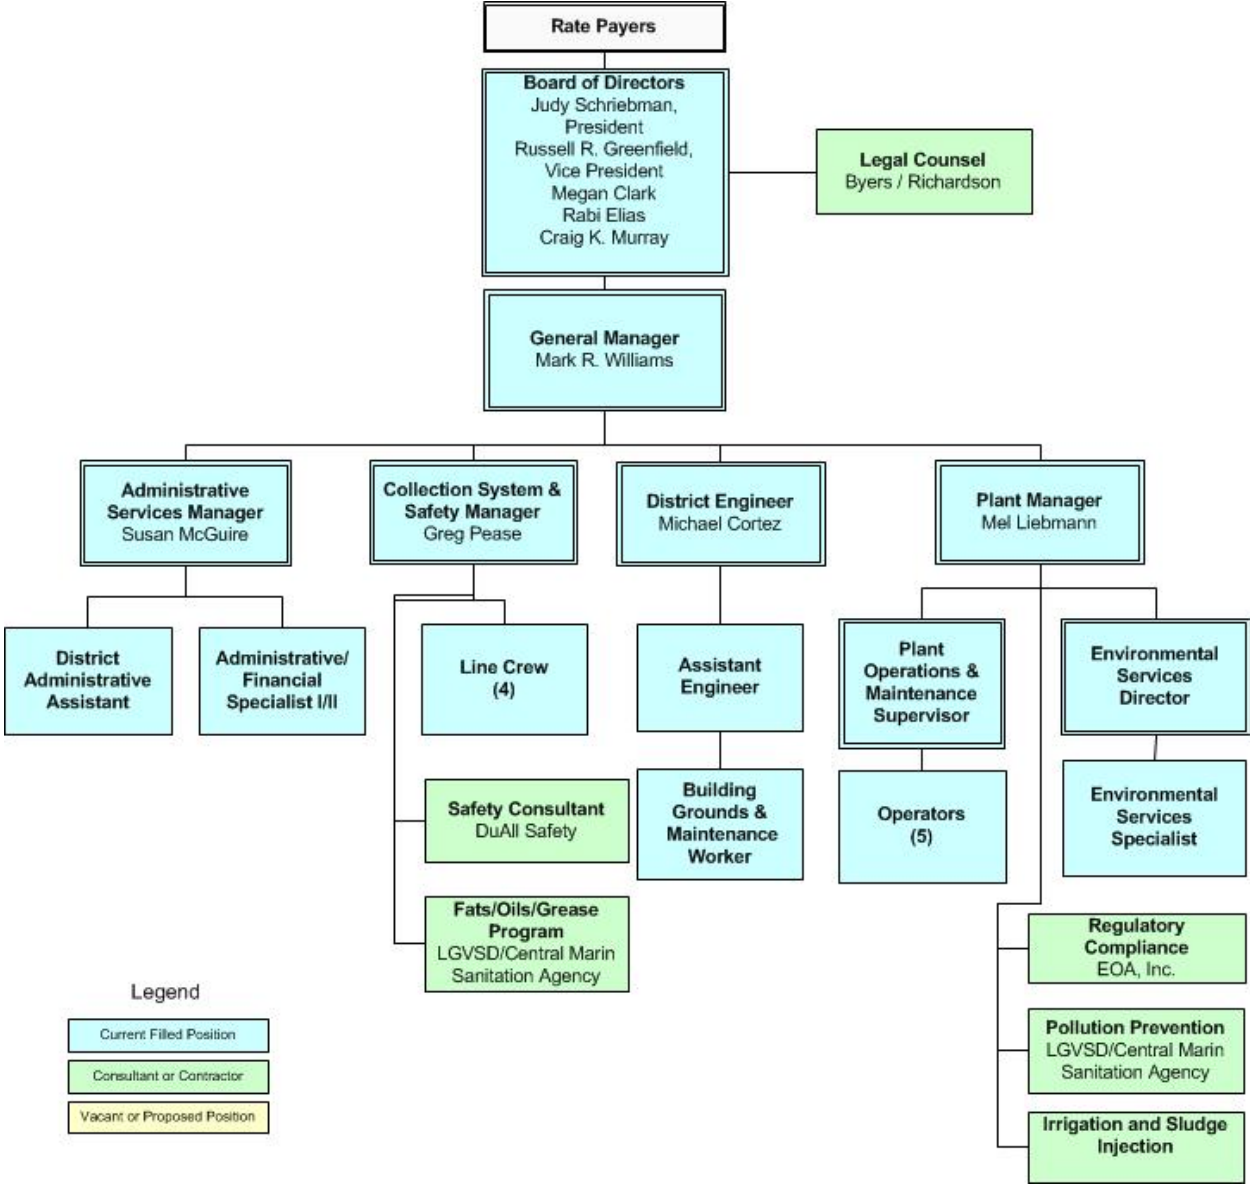 Rate Payers
Board of Directors
Judy Schriebman,
President
Russell R. Greenfield,
Vice President
Megan Clark
Rabi Elias
Craig K. Murray
Legal Counsel
Byers / Richardson
General Manager
Mark R. Williams
Administrative
Services Manager
Susan McGuire
Collection System &
Safety Manager
Greg Pease
District Engineer
Michael Cortez
Plant Manager
Mel Liebmann
District
Administrative
Assistant
Administrative/
Financial
Specialist I/II
Line Crew
(4)
Assistant
Engineer
Plant
Operations &
Maintenance
Supervisor
Environmental
Services
Director
Safety Consultant
DuAll Safety
Building
Grounds &
Maintenance
Worker
Operators
(5)
Environmental
Services
Specialist
Fats/Oils/Grease
Program
LGVSD/Central Marin
Sanitation Agency
Regulatory
Compliance
EOA, Inc.
Pollution Prevention
LGVSD/Central Marin
Sanitation Agency
Irrigation and Sludge
Injection
Legend
Current Filled Position
Consultant or Contractor
Vacant or Proposed Position